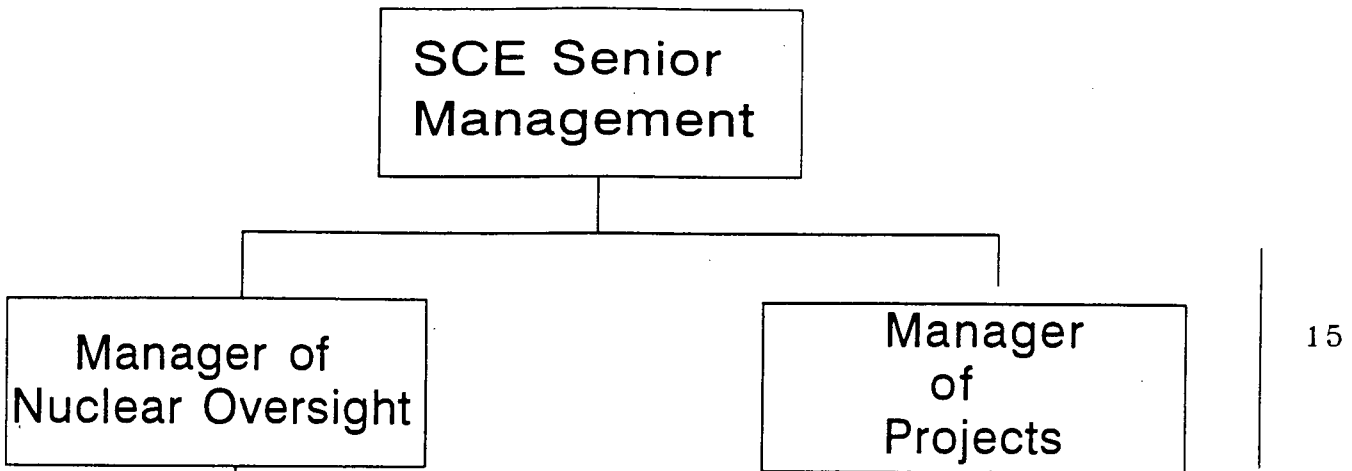 SCE Senior
Management
Manager of
Nuclear Oversight
Manager
of
Projects
15